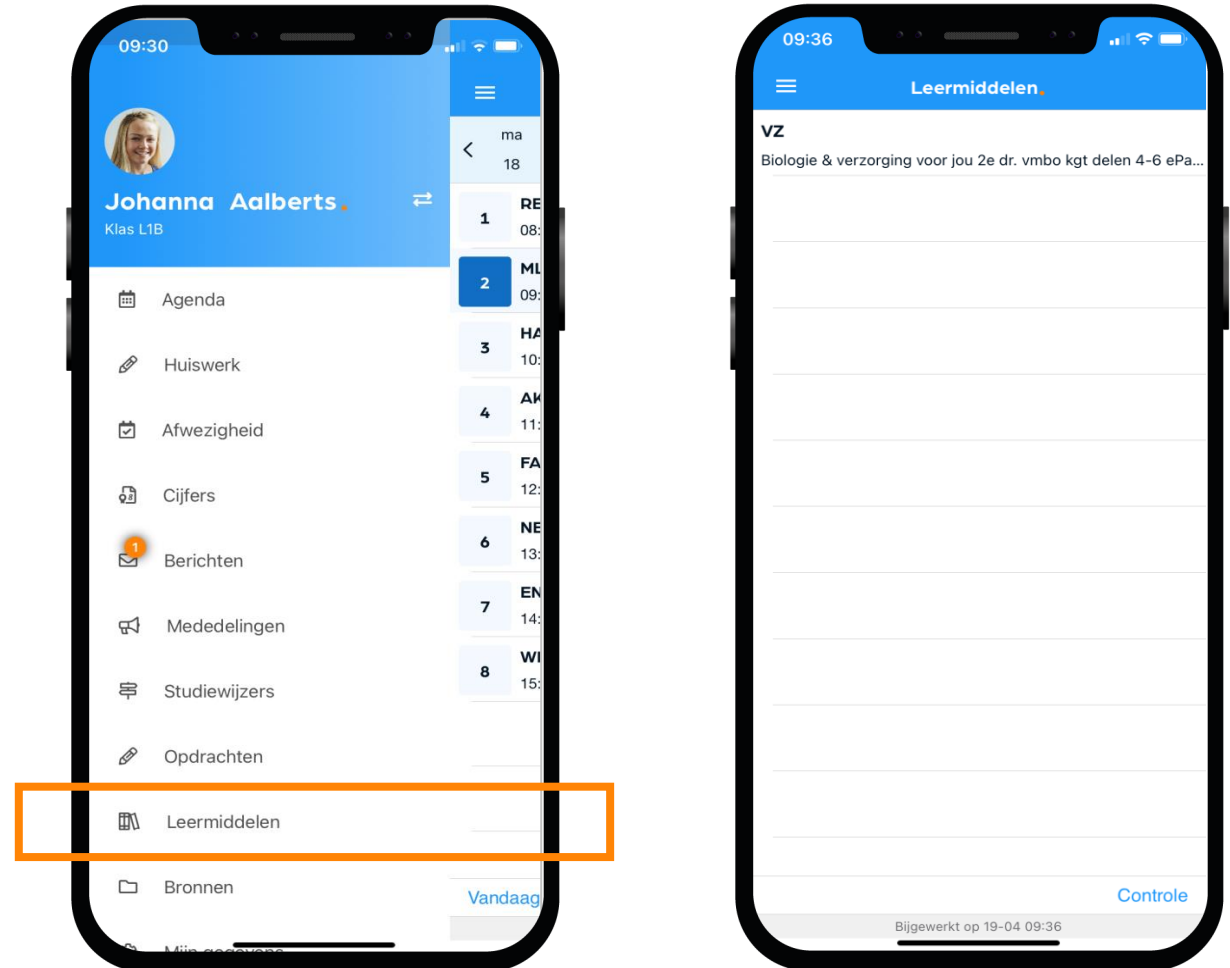 09:30
Johanna Aalberts.
Klas L1B
Agenda
Huiswerk
Afwezigheid
Cijfers
1
Berichten
Mededelingen
Studiewijzers
Opdrachten
Leermiddelen
Bronnen
Mijn gegevens
ma
18
1 RE
08:
2
09:
3 HA
10:
4 AK
11:
5 FA
12:
6 NE
13:
7 EN
14:
8 WI
15:
Vandaag
09:36
Leermiddelen.
VZ
Biologie & verzorging voor jou 2e dr. vmbo kgt delen 4-6 ePa...
Controle
Bijgewerkt op 19-04 09:36